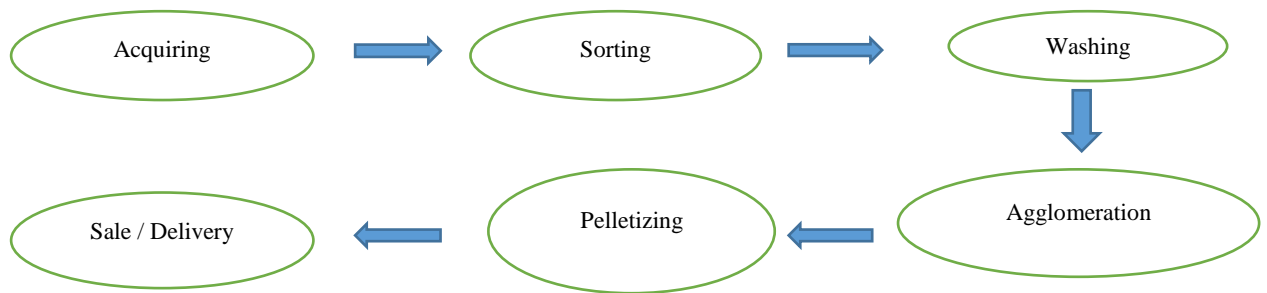 Acquiring
Sorting
Washing
Agglomeration
Pelletizing
Sale / Delivery